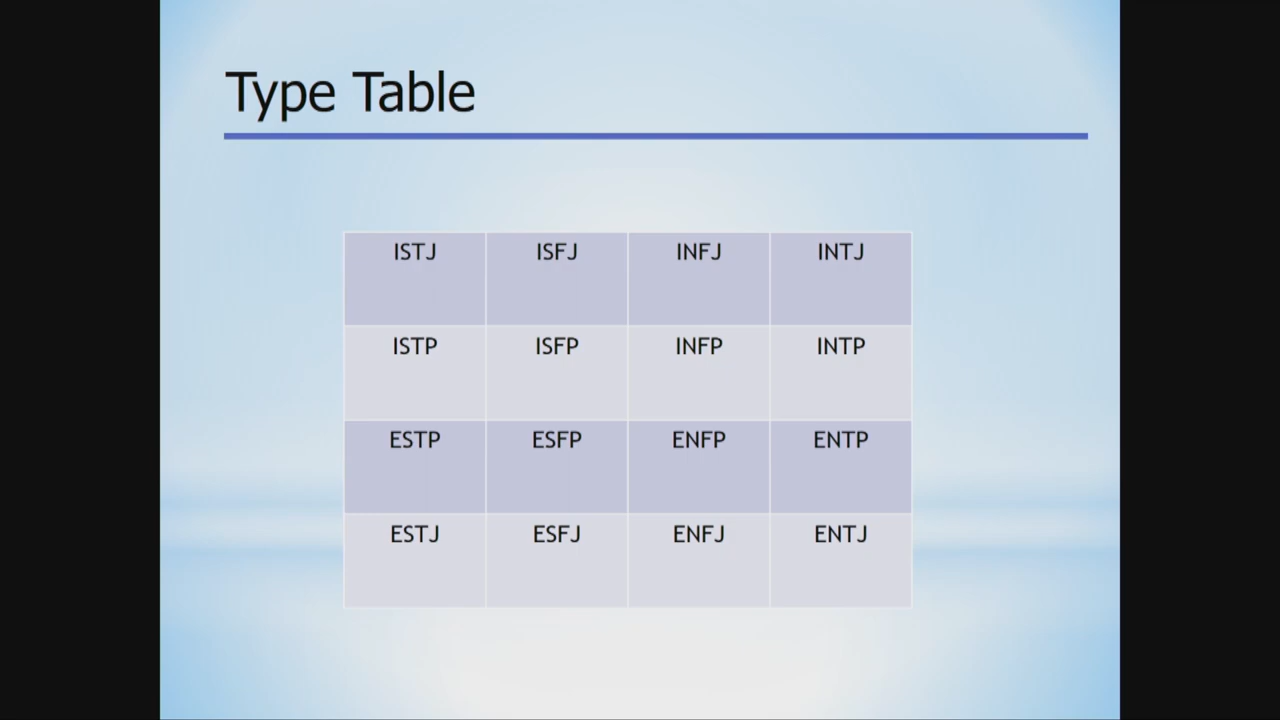 Type Table
ISTJ ISFJ INFJ INTJ
ISTP ISFP INFP INTP
ESTP ESFP ENFP ENTP
ESTJ ESFJ ENFJ ENTJ